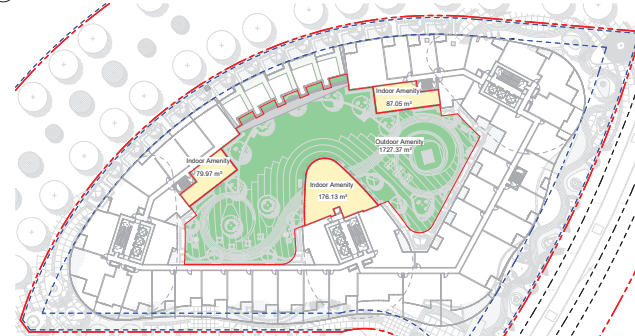 Indoor Amenity
87.05 m²
Outdoor Amenity
1727.37 m²
Indoor Amenity
79.97 m²
Indoor Amenity
176.13 m²